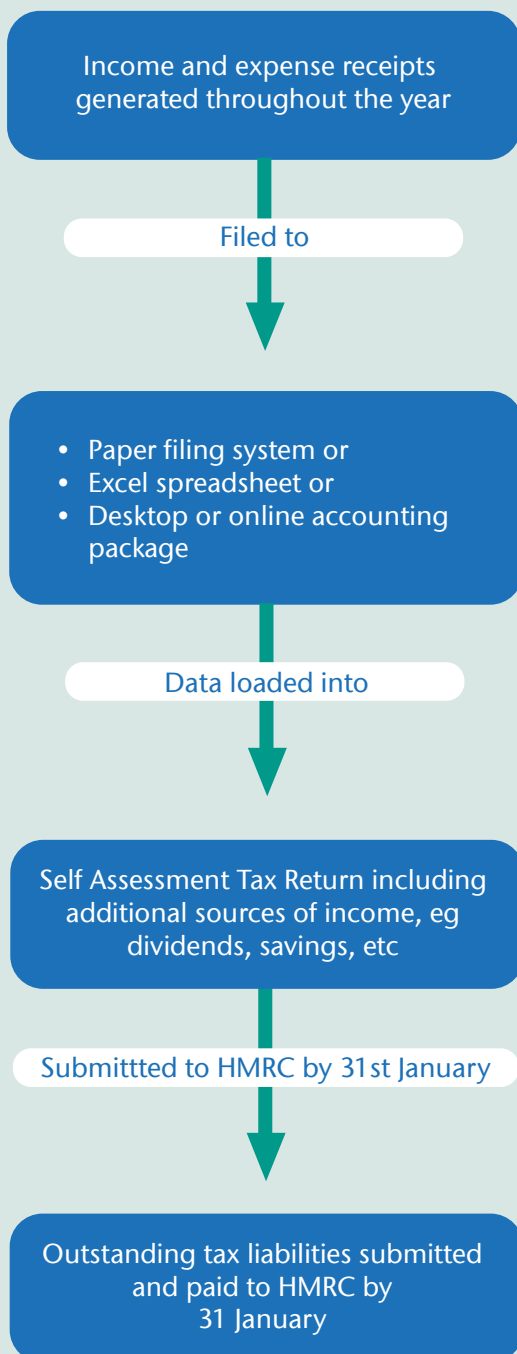 Income and expense receipts
generated throughout the year
Filed to
• Paper filing system or
• Excel spreadsheet or
• Desktop or online accounting
package
Data loaded into
Self Assessment Tax Return including
additional sources of income, eg
dividends, savings, etc
Submittted to HMRC by 31st January
Outstanding tax liabilities submitted
and paid to HMRC by
31 January